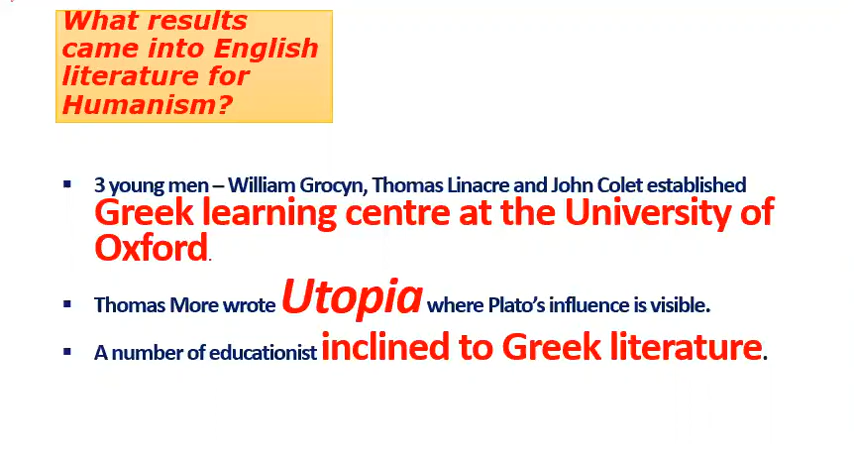 What results
came into English
literature for
Humanism?
▪ 3 young men – William Grocyn, Thomas Linacre and John Colet established
Greek learning centre at the University of
Oxford.
▪ Thomas More wrote Utopia where Plato's influence is visible.
▪ A number of educationist inclined to Greek literature.